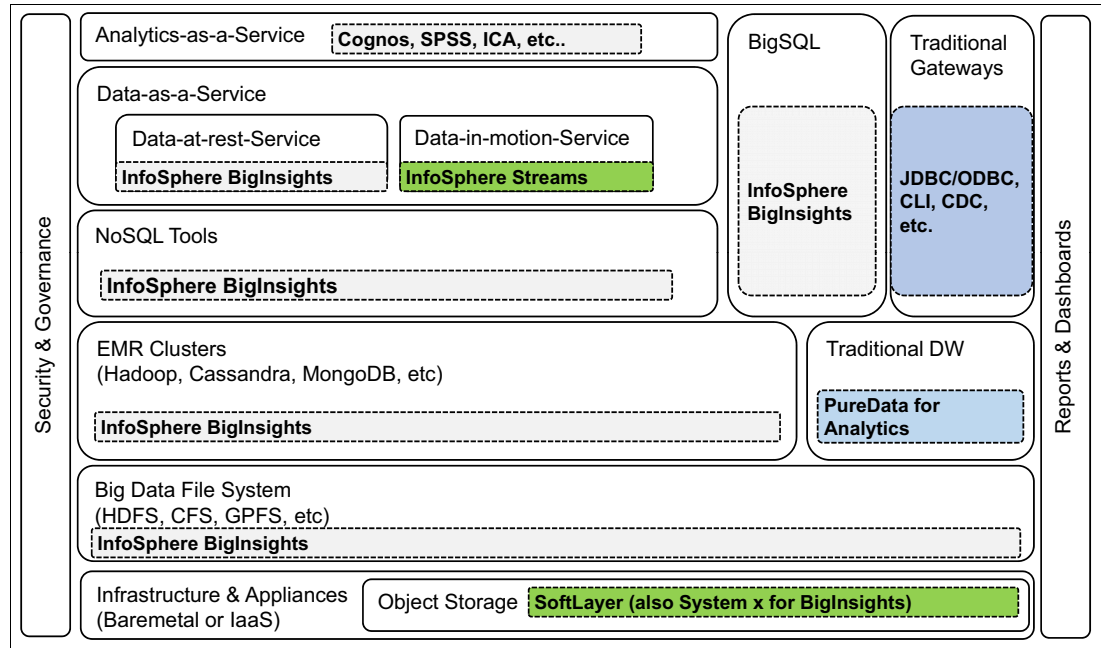 Security & Governance
Analytics-as-a-Service
Cognos, SPSS, ICA, etc..
Data-as-a-Service
Data-at-rest-Service
InfoSphere BigInsights
Data-in-motion-Service
InfoSphere Streams
NoSQL Tools
InfoSphere BigInsights
BigSQL
InfoSphere
BigInsights
Traditional
Gateways
JDBC/ODBC,
CLI, CDC,
etc.
EMR Clusters
(Hadoop, Cassandra, MongoDB, etc)
InfoSphere BigInsights
Traditional DW
PureData for
Analytics
Big Data File System
(HDFS, CFS, GPFS, etc)
InfoSphere BigInsights
Infrastructure & Appliances
(Baremetal or IaaS)
Object Storage
SoftLayer (also System x for BigInsights)
Reports & Dashboards